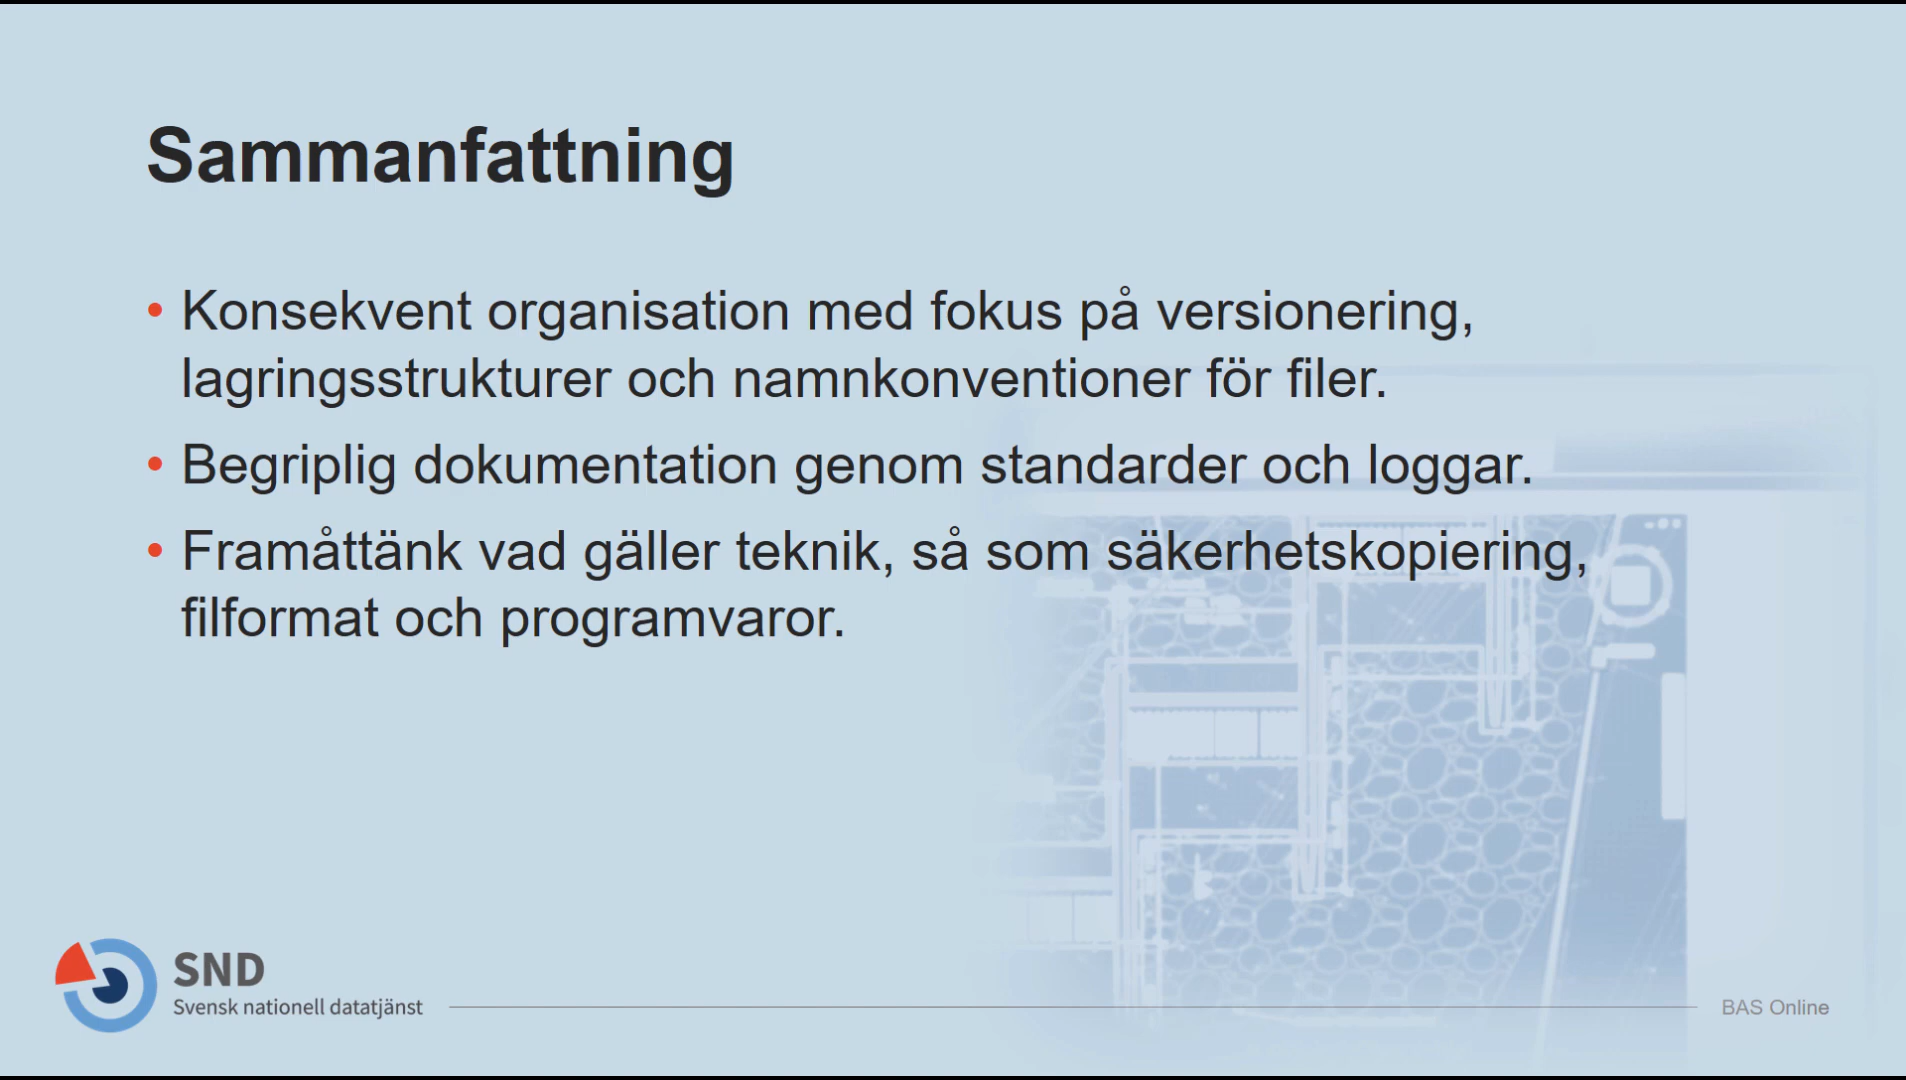 Sammanfattning
• Konsekvent organisation med fokus på versionering,
lagringsstrukturer och namnkonventioner för filer.
• Begriplig dokumentation genom standarder och loggar.
• Framåttänk vad gäller teknik, så som säkerhetskopiering,
filformat och programvaror.
SND
Svensk nationell datatjänst
BAS Online